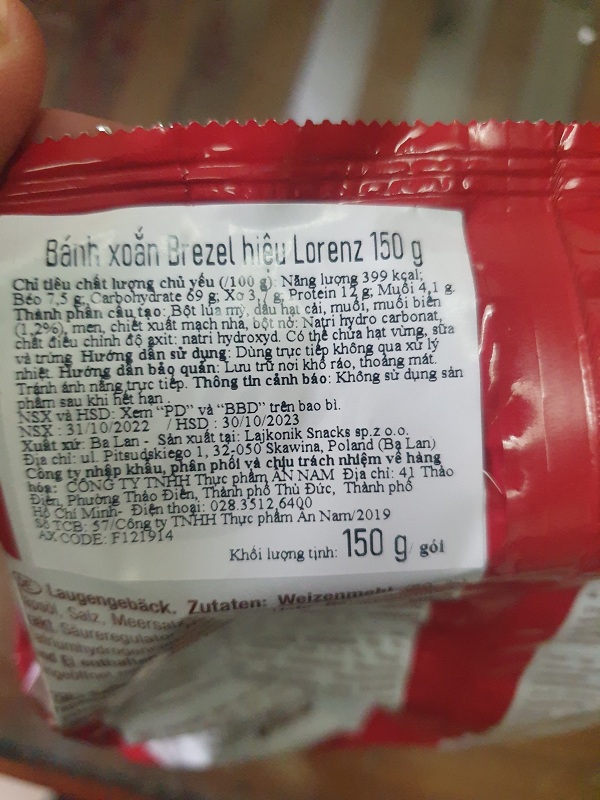 Bánh xoắn Brezel hiệu Lorenz 150 g
Chỉ tiêu chất lượng chủ yếu (/100 g): Năng lượng 399 kcal;
Béo 7,5 g, Carbohydrate 69 g; Xơ 3,7 g, Protein 12 g; Muối 4,1 g.
Thành phần cấu tạo: Bột lúa mỳ, dầu hạt cải, muối, muối biển
(1,2%), men, chiết xuất mạch nha, bột nở: Natri hydro carbonat,
chất điều chỉnh độ axit: natri hydroxyd. Có thể chứa hạt vừng, sữa
và trứng Hướng dẫn sử dụng: Dùng trực tiếp không qua xử lý
nhiệt. Hướng dẫn bảo quản: Lưu trữ nơi khô ráo, thoáng mát.
Tránh ánh nắng trực tiếp. Thông tin cảnh báo: Không sử dụng sản
phẩm sau khi hết hạn.
NSX và HSD: Xem "PD" và "BBD" trên bao bì.
NSX : 31/10/2022 / HSD : 30/10/2023
Xuất xứ: Ba Lan - Sản xuất tại: Lajkonik Snacks sp.z o.o.
Địa chỉ: ul. Pitsudskiego 1, 32-050 Skawina, Poland (Ba Lan)
Công ty nhập khẩu, phân phối và chịu trách nhiệm về hàng
hóa: CÔNG TY TNHH Thực phẩm AN NAM Địa chỉ: 41 Thảo
Điền, Phường Thảo Điền, Thành phố Thủ Đức, Thành phố
Hồ Chí Minh- Điện thoại: 028.3512,6400
Số TCB: 57/Công ty TNHH Thực phẩm An Nam/2019
AX CODE: F121914
Khối lượng tịnh: 150 g/ gói
DE Laugengebäck. Zutaten: Weizenmehl
Salz, Meersalz
Säureregulator